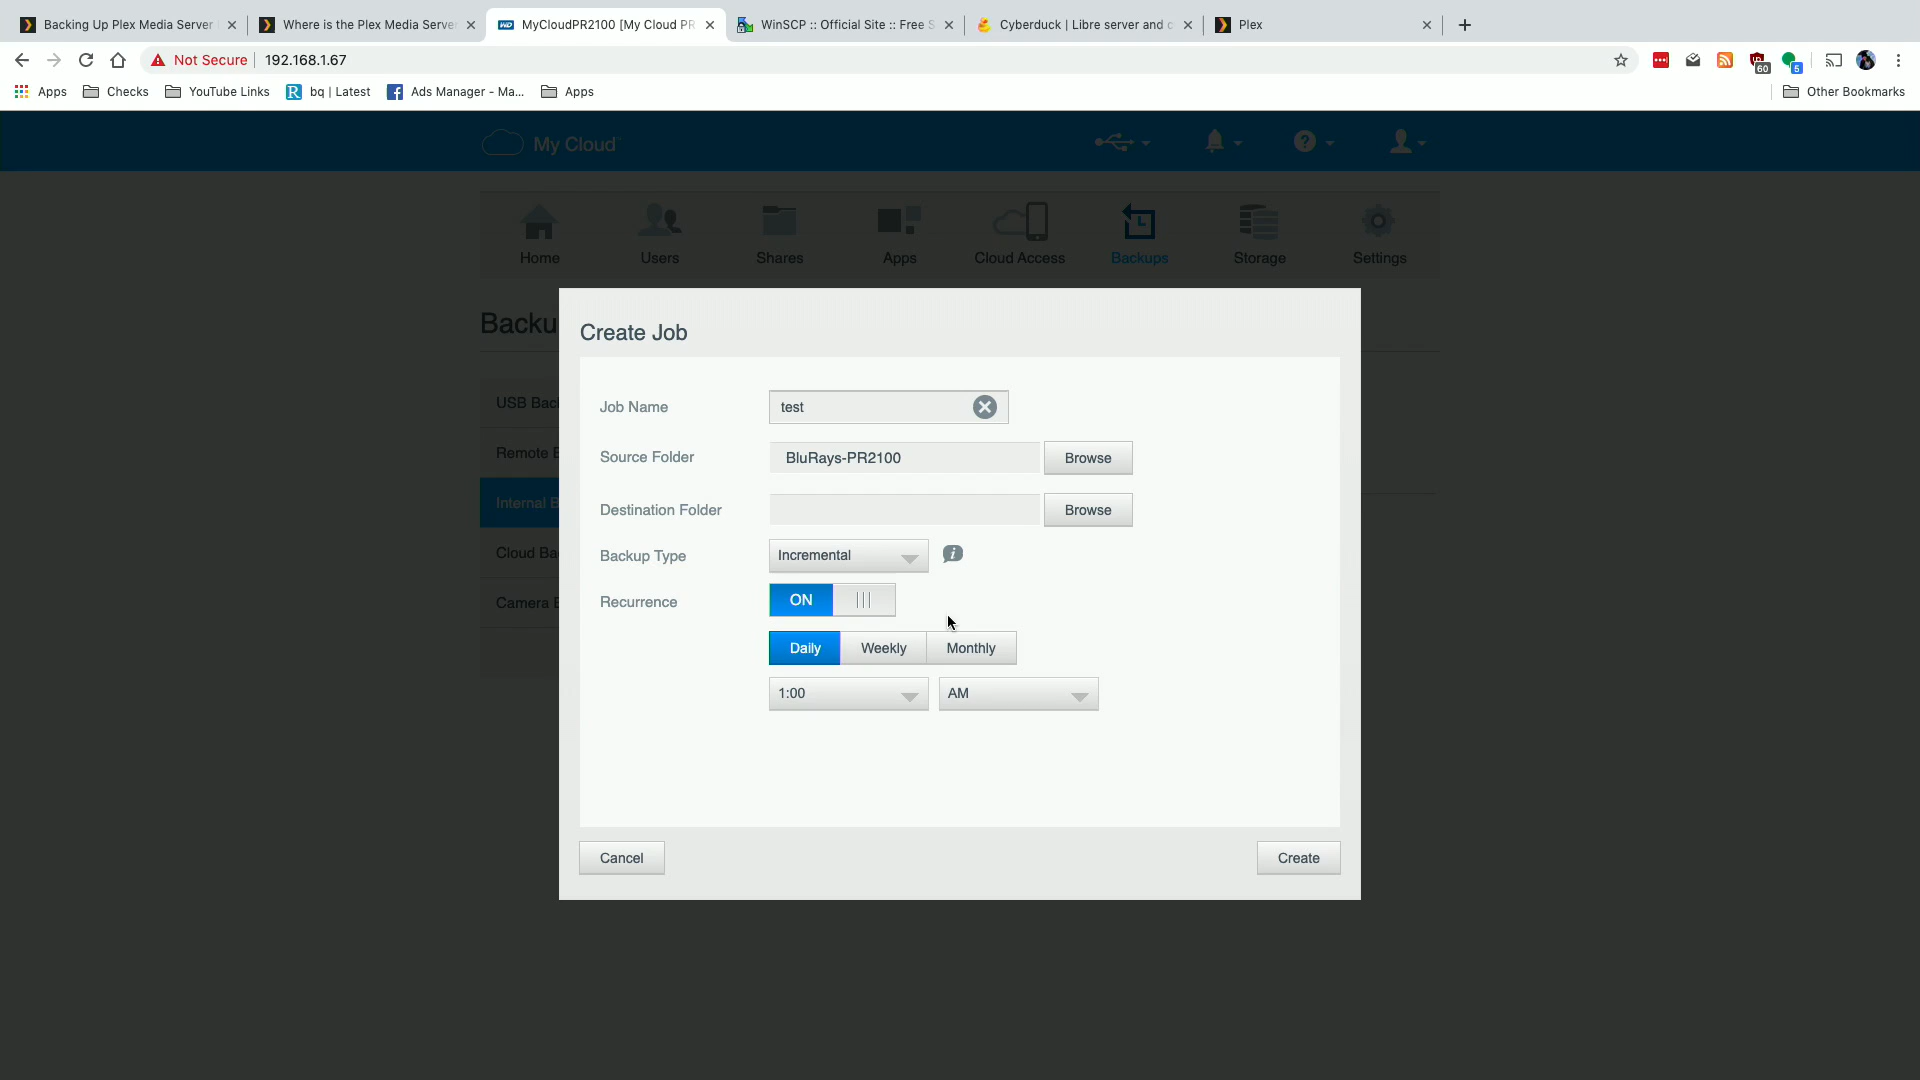 Backing Up Plex Media Server
Where is the Plex Media Server
MyCloudPR2100 [My Cloud PR
WinSCP :: Official Site :: Free S
Cyberduck | Libre server and c
Plex
Not Secure
192.168.1.67
60
5
Apps
Checks
YouTube Links
bq | Latest
Ads Manager - Ma...
Apps
Other Bookmarks
My Cloud
Home
Users
Shares
Apps
Cloud Access
Backups
Storage
Settings
Backu
USB Bac
Remote B
Internal B
Cloud Ba
Camera B
Create Job
Job Name
test
Source Folder
BluRays-PR2100
Browse
Destination Folder
Browse
Backup Type
Incremental
Recurrence
ON
Daily
Weekly
Monthly
1:00
AM
Cancel
Create